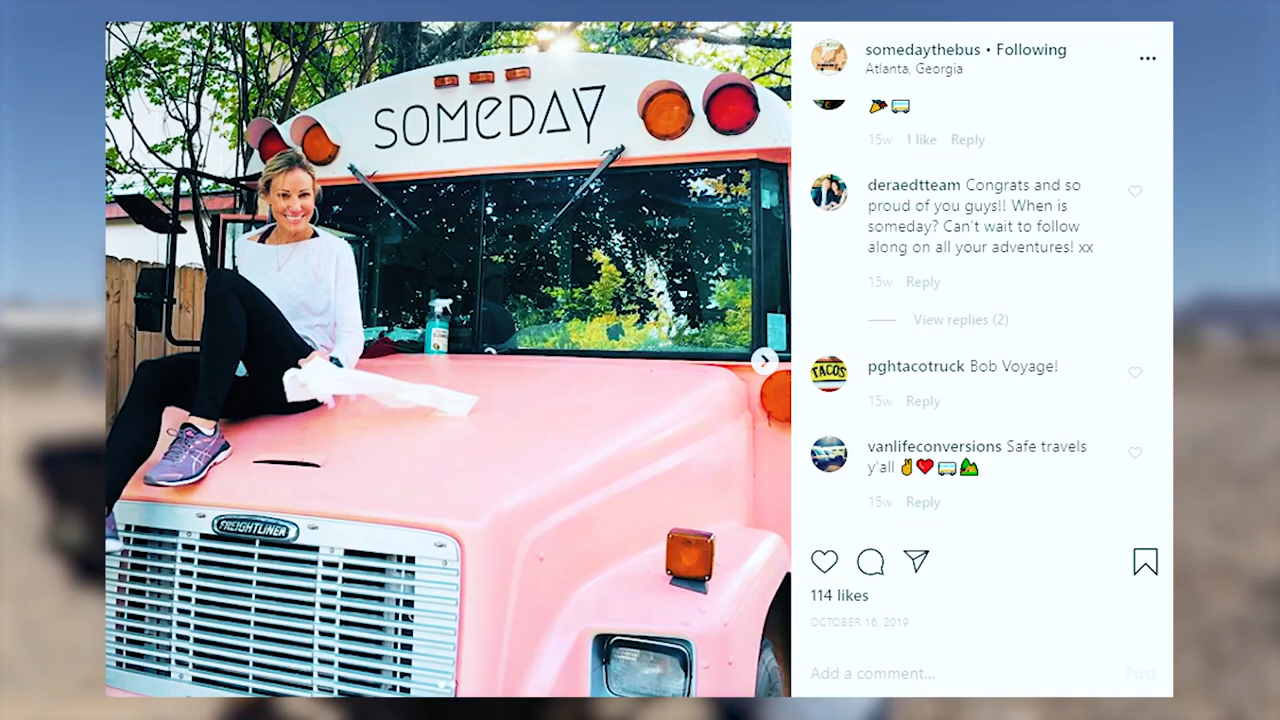 SOMEDAY
FREIGHTLINER
somedaythebus • Following
Atlanta, Georgia
15w 1 like Reply
deraedtteam Congrats and so
proud of you guys!! When is
someday? Can't wait to follow
along on all your adventures! xx
15w Reply
View replies (2)
TACOS
pghtacotruck Bob Voyage!
15w Reply
vanlifeconversions Safe travels
y'all ✌️❤️🚌🏕️
15w Reply
114 likes
OCTOBER 16, 2019
Add a comment...
Post